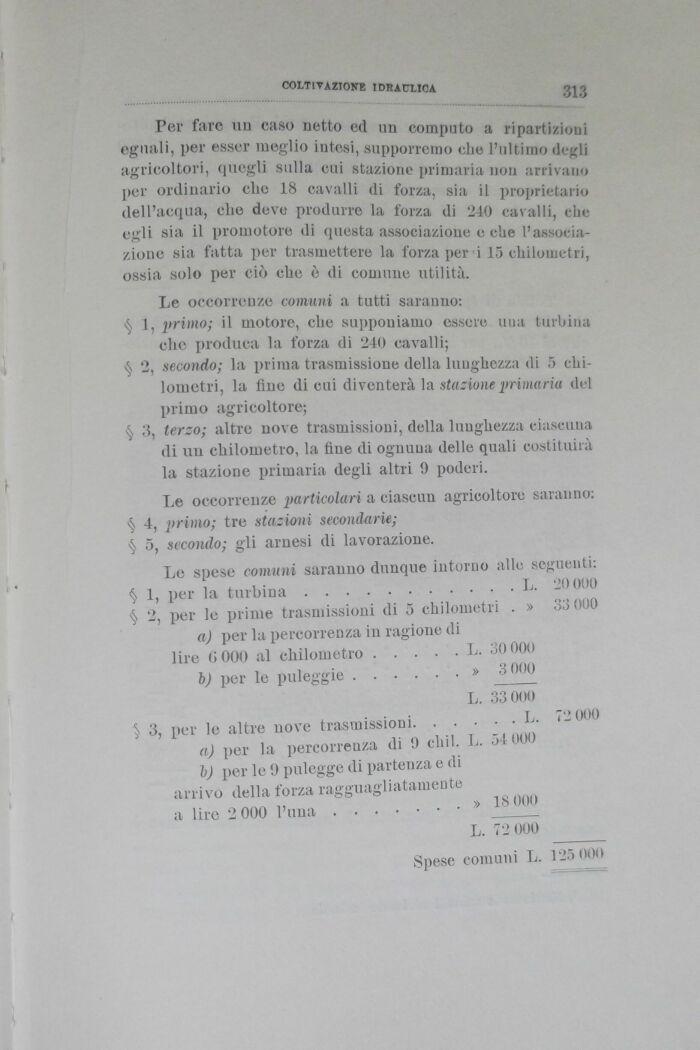 COLTIVAZIONE IDRAULICA 313
Per fare un caso netto ed un computo a ripartizioni
eguali, per esser meglio intesi, supporremo che l'ultimo degli
agricoltori, quegli sulla cui stazione primaria non arrivano
per ordinario che 18 cavalli di forza, sia il proprietario
dell'acqua, che deve produrre la forza di 240 cavalli, che
egli sia il promotore di questa associazione e che l'associa-
zione sia fatta per trasmettere la forza per i 15 chilometri,
ossia solo per ciò che è di comune utilità.
Le occorrenze comuni a tutti saranno:
§ 1, primo; il motore, che supponiamo essere una turbina
che produca la forza di 240 cavalli;
§ 2, secondo; la prima trasmissione della lunghezza di 5 chi-
lometri, la fine di cui diventerà la stazione primaria del
primo agricoltore;
§ 3, terzo; altre nove trasmissioni, della lunghezza ciascuna
di un chilometro, la fine di ognuna delle quali costituirà
la stazione primaria degli altri 9 poderi.
Le occorrenze particolari a ciascun agricoltore saranno:
§ 4, primo; tre stazioni secondarie;
§ 5, secondo; gli arnesi di lavorazione.
Le spese comuni saranno dunque intorno alle seguenti:
§ 1, per la turbina . . . . . . . . . . . L. 20 000
§ 2, per le prime trasmissioni di 5 chilometri . » 33 000
a) per la percorrenza in ragione di
lire 6 000 al chilometro . . . . . L. 30 000
b) per le puleggie . . . . . . » 3 000
L. 33 000
§ 3, per le altre nove trasmissioni. . . . . . L. 72 000
a) per la percorrenza di 9 chil. L. 54 000
b) per le 9 pulegge di partenza e di
arrivo della forza ragguagliatamente
a lire 2 000 l'una . . . . . . . » 18 000
L. 72 000
Spese comuni L. 125 000